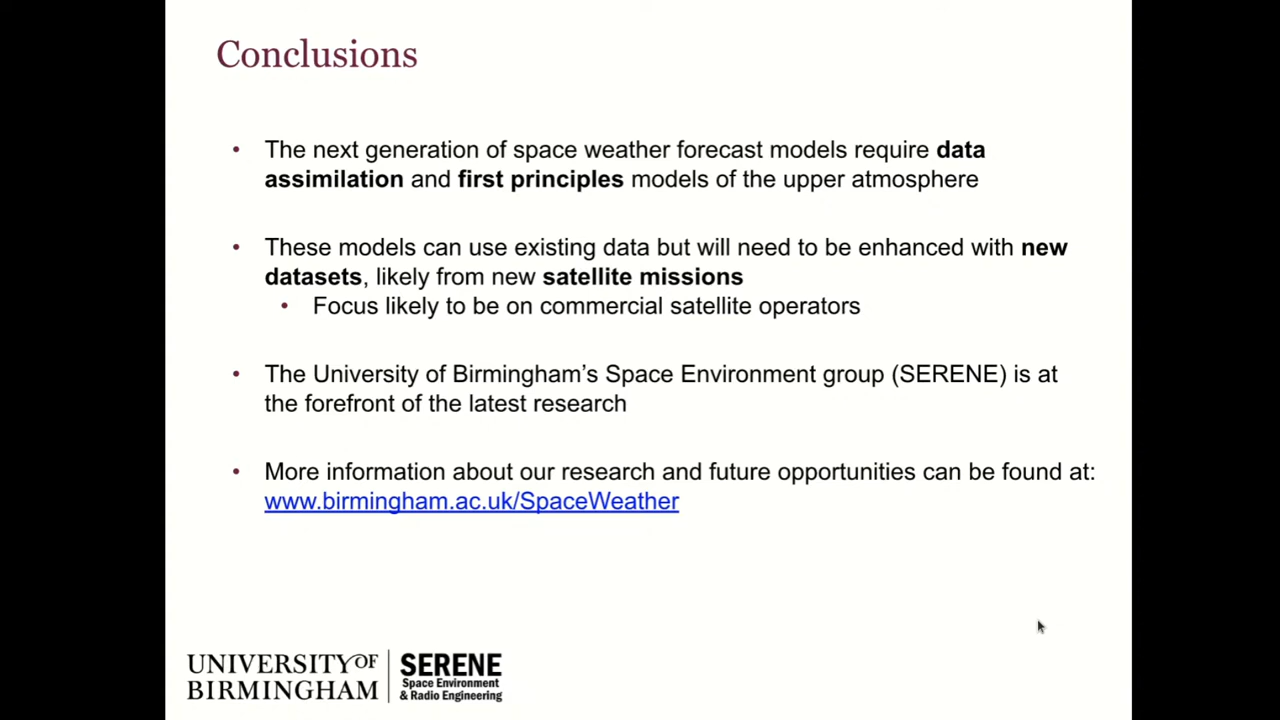 Conclusions
• The next generation of space weather forecast models require data
assimilation and first principles models of the upper atmosphere
• These models can use existing data but will need to be enhanced with new
datasets, likely from new satellite missions
• Focus likely to be on commercial satellite operators
• The University of Birmingham’s Space Environment group (SERENE) is at
the forefront of the latest research
• More information about our research and future opportunities can be found at:
www.birmingham.ac.uk/SpaceWeather
UNIVERSITY OF
BIRMINGHAM
SERENE
Space Environment
& Radio Engineering